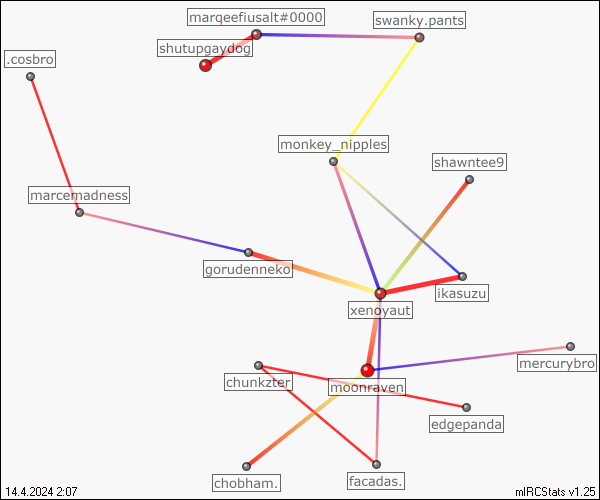 marqeefiusalt#0000
swanky.pants
shutupgaydog
.cosbro
monkey_nipples
shawntee9
marcemadness
gorudenneko
ikasuzu
xenoyaut
mercurybro
chunkzter
moonraven
edgepanda
chobham.
facadas.
14.4.2024 2:07
mIRCStats v1.25